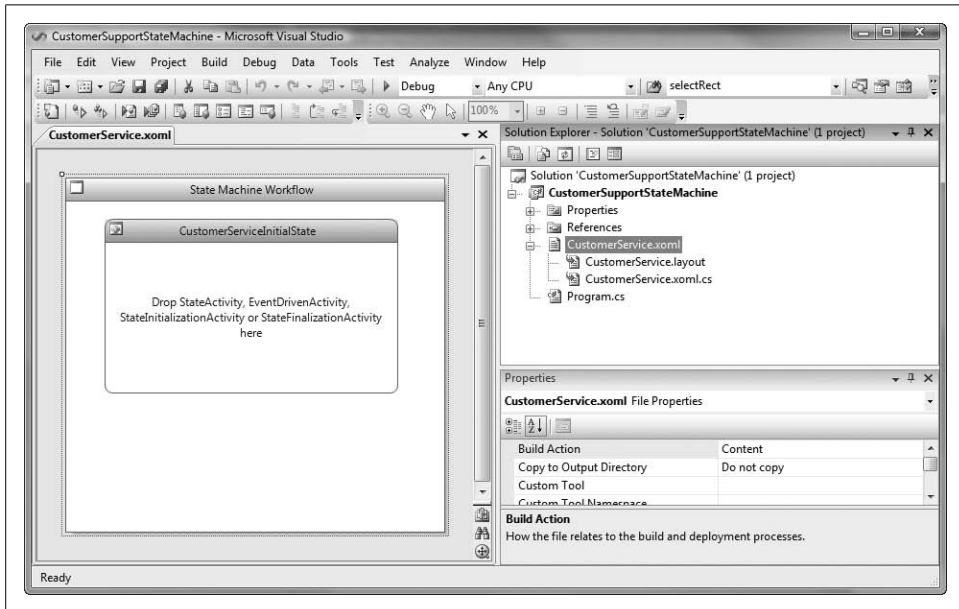 CustomerSupportStateMachine - Microsoft Visual Studio
File Edit View Project Build Debug Data Tools Test Analyze Window Help
Debug Any CPU selectRect
100%
CustomerService.xoml
State Machine Workflow
CustomerServiceInitialState
Drop StateActivity, EventDrivenActivity,
StateInitializationActivity or StateFinalizationActivity
here
Solution Explorer - Solution 'CustomerSupportStateMachine' (1 project)
Solution 'CustomerSupportStateMachine' (1 project)
CustomerSupportStateMachine
Properties
References
CustomerService.xoml
CustomerService.layout
CustomerService.xoml.cs
Program.cs
Properties
CustomerService.xoml File Properties
Build Action Content
Copy to Output Directory Do not copy
Custom Tool
Custom Tool Namespace
Build Action
How the file relates to the build and deployment processes.
Ready